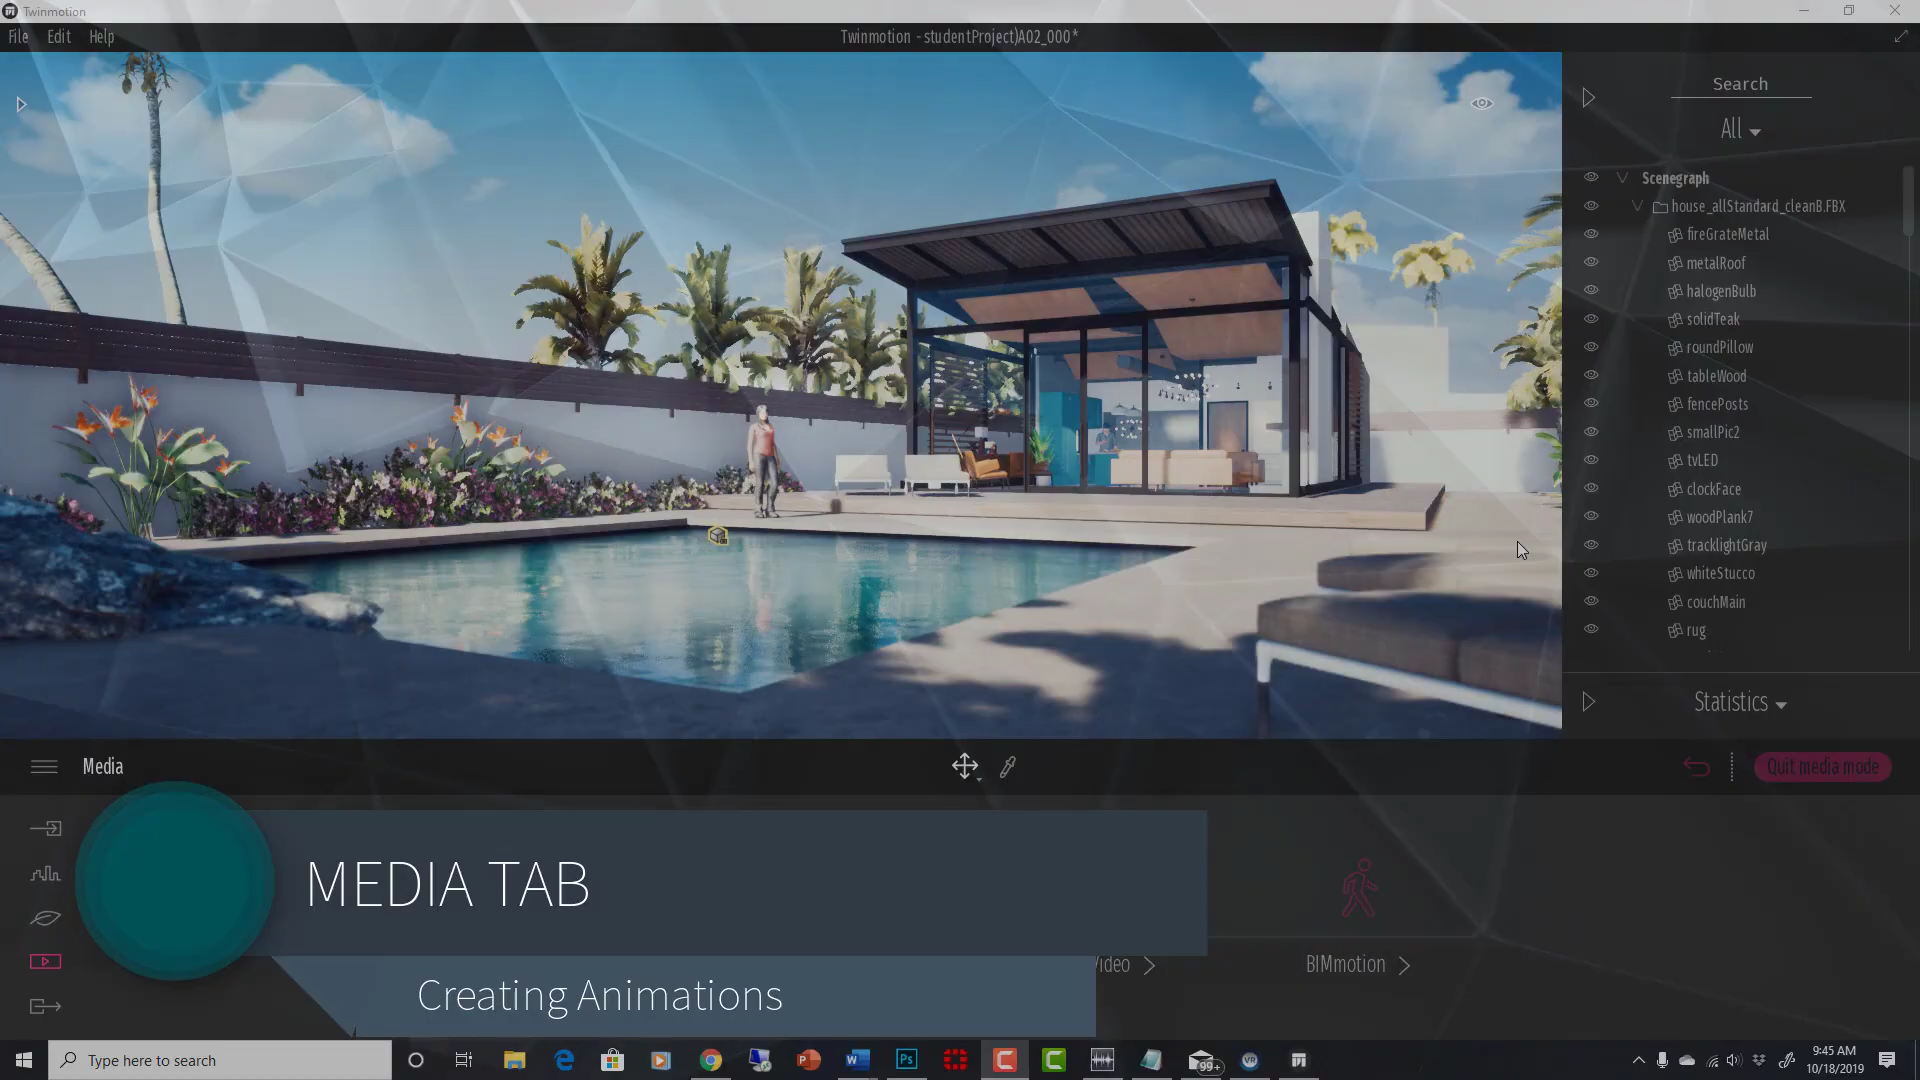 Twinmotion
File Edit Help
Twinmotion - studentProject)A02_000*
Search
All
Scenegraph
house_allStandard_cleanB.FBX
fireGrateMetal
metalRoof
halogenBulb
solidTeak
roundPillow
tableWood
fencePosts
smallPic2
tvLED
clockFace
woodPlank7
tracklightGray
whiteStucco
couchMain
rug
Statistics
Media
Quit media mode
MEDIA TAB
Creating Animations
Video
BIMmotion
Type here to search
99+
9:45 AM
10/18/2019